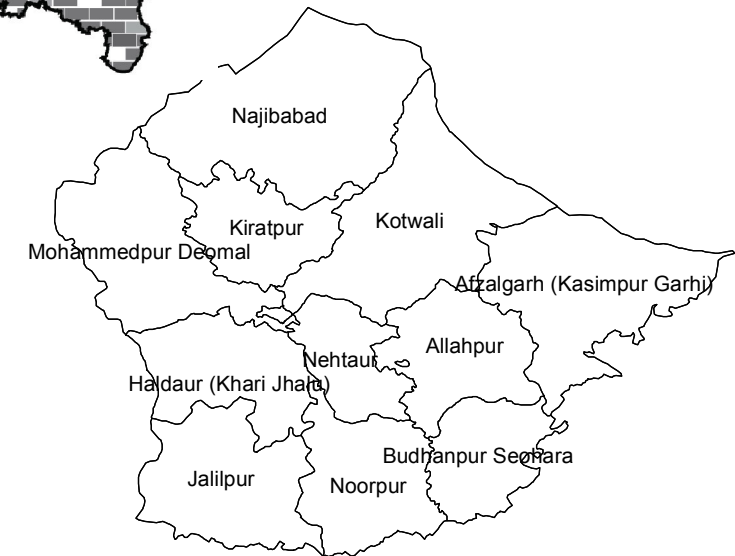 Najibabad
Kiratpur
Kotwali
Mohammedpur Deomal
Afzalgarh (Kasimpur Garhi)
Nehtaur
Allahpur
Haldaur (Khari Jhalu)
Budhanpur Seohara
Jalilpur
Noorpur